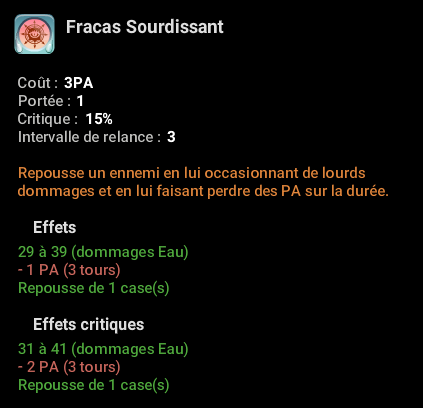 Fracas Sourdissant
Coût : 3PA
Portée : 1
Critique : 15%
Intervalle de relance : 3
Repousse un ennemi en lui occasionnant de lourds
dommages et en lui faisant perdre des PA sur la durée.
Effets
29 à 39 (dommages Eau)
- 1 PA (3 tours)
Repousse de 1 case(s)
Effets critiques
31 à 41 (dommages Eau)
- 2 PA (3 tours)
Repousse de 1 case(s)